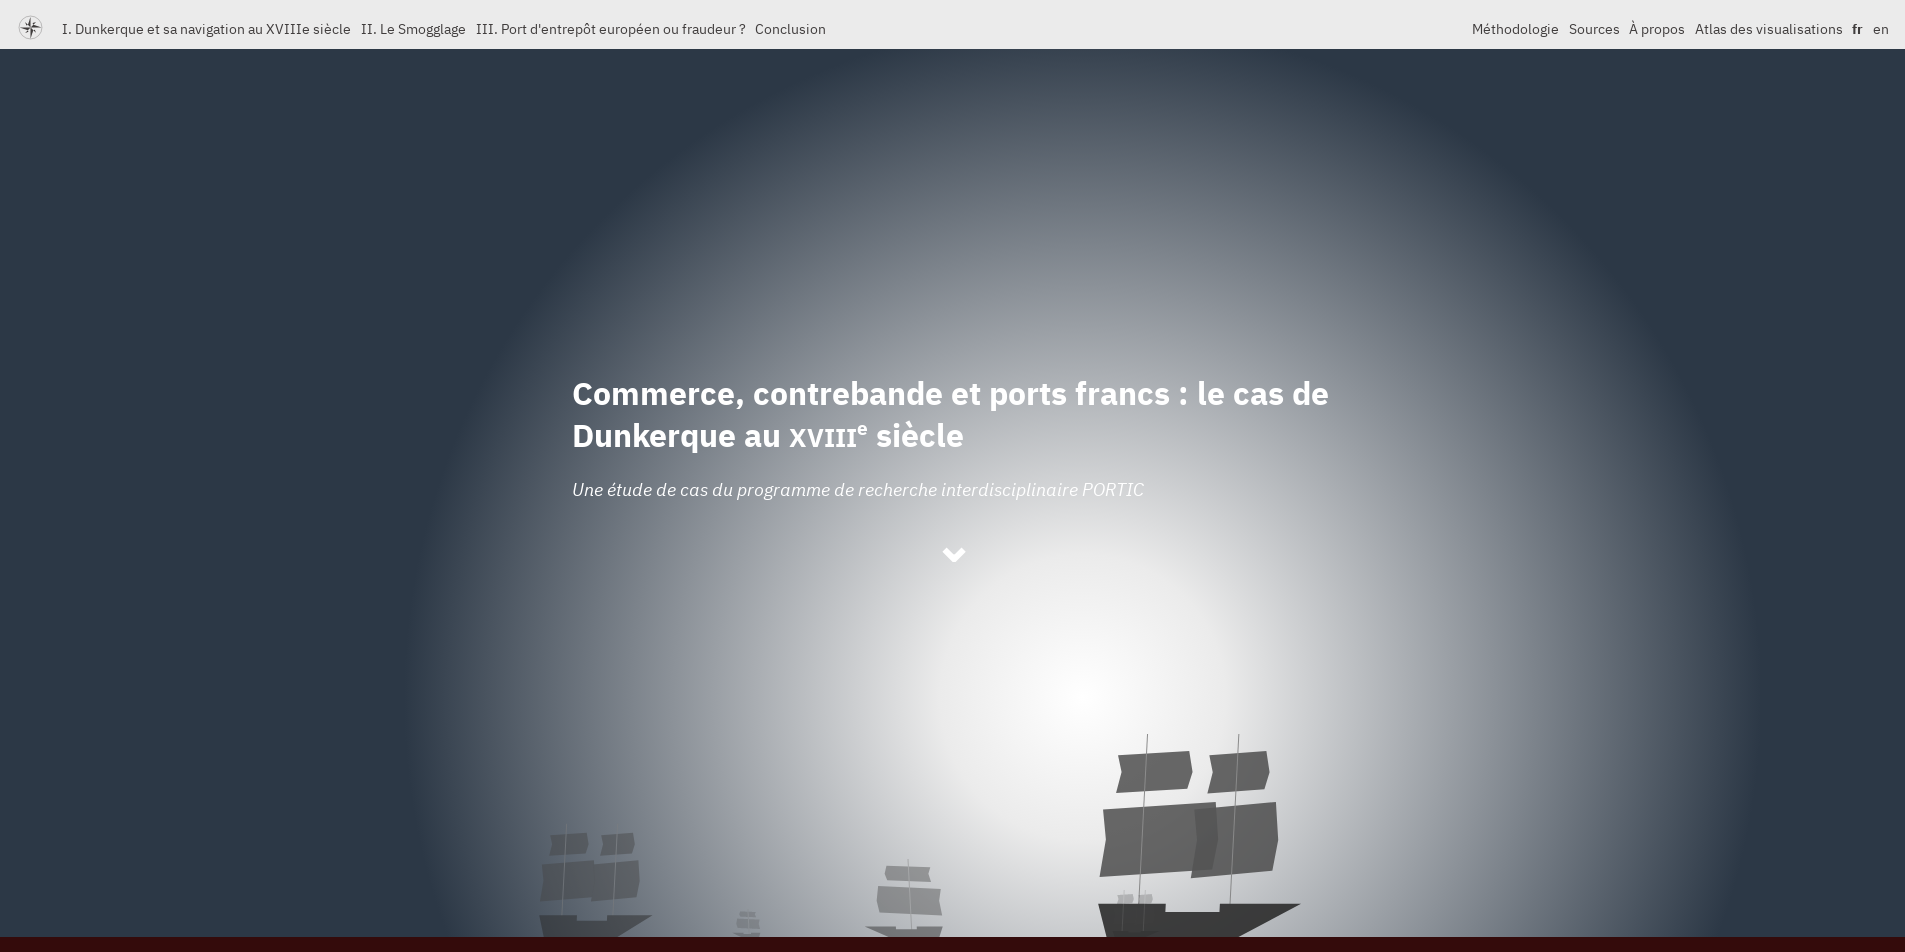 I. Dunkerque et sa navigation au XVIIIe siècle II. Le Smogglage III. Port d'entrepôt européen ou fraudeur ? Conclusion Méthodologie Sources À propos Atlas des visualisations fr en
Commerce, contrebande et ports francs : le cas de
Dunkerque au XVIIIe siècle
Une étude de cas du programme de recherche interdisciplinaire PORTIC